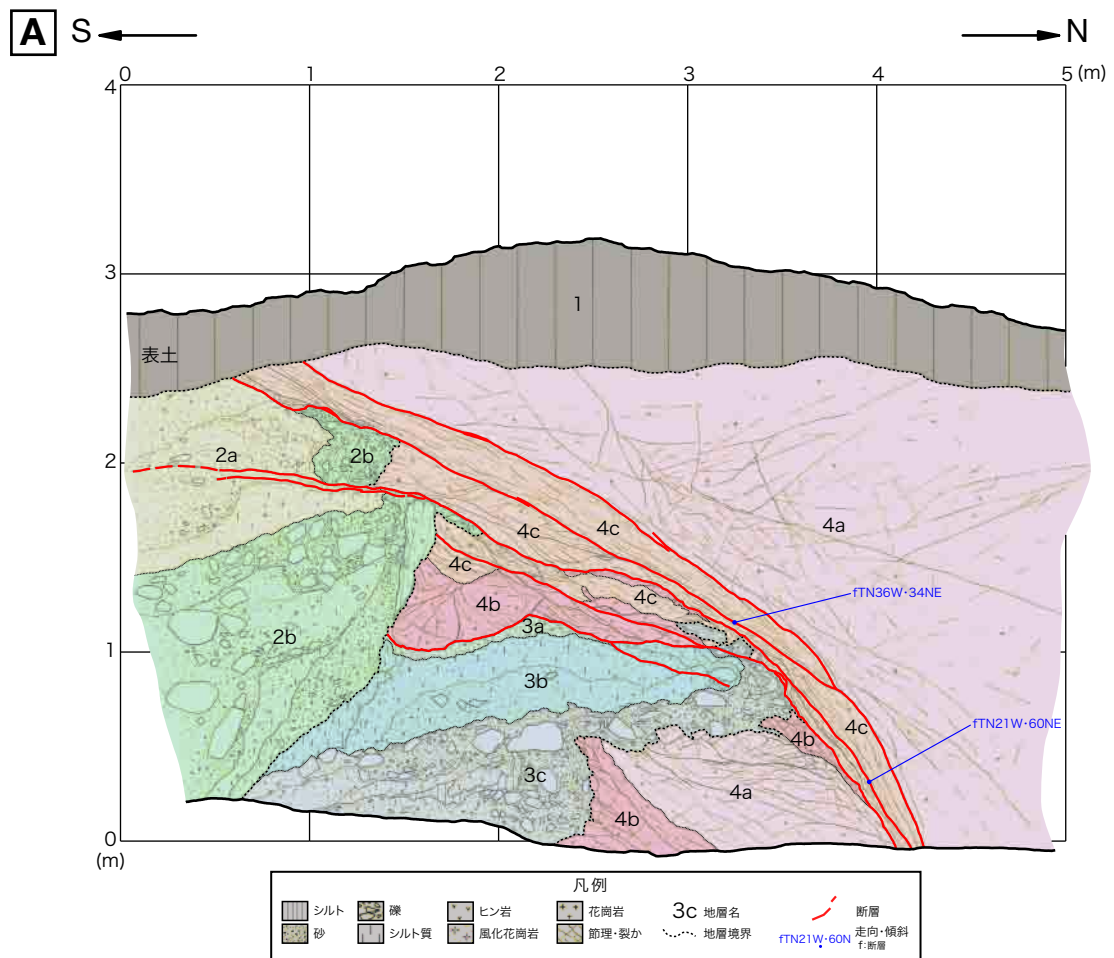 A S N
0 1 2 3 4 5 (m)
4
3
1
表土
2a
2b
2
4c
4c
4a
4c
4b
4c
fTN36W・34NE
3a
2b
1
3b
4c
fTN21W・60NE
4b
3c
4a
4b
0
(m)
凡例
シルト 礫 ヒン岩 花崗岩 3c 地層名 断層
砂 シルト質 風化花崗岩 節理・裂か 地層境界 fTN21W・60N 走向・傾斜
f:断層